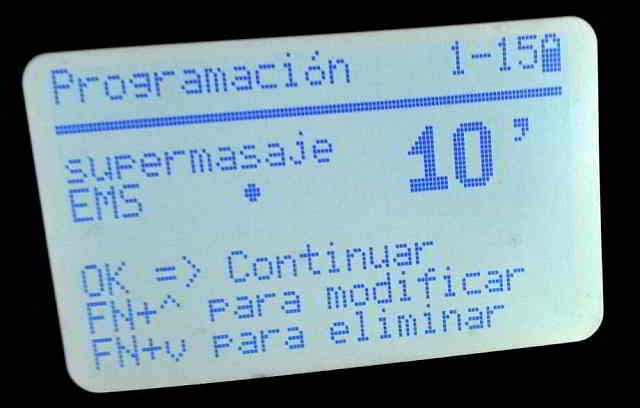 Programación 1-15
supermasaje 10'
EMS
OK => Continuar
FN+^ para modificar
FN+v para eliminar